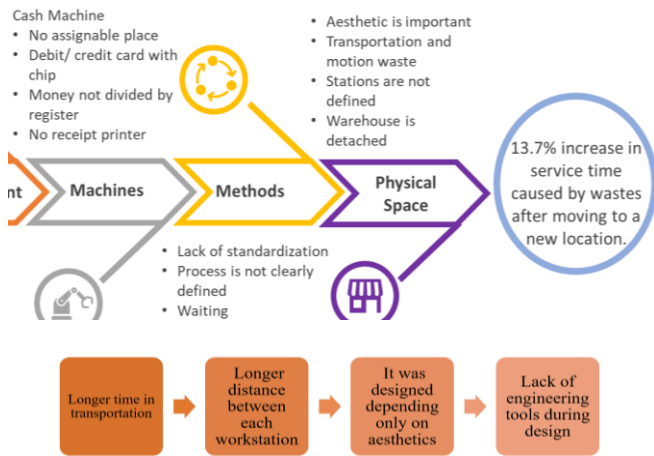 Cash Machine
• No assignable place
• Debit/ credit card with
chip
• Money not divided by
register
• No receipt printer
• Aesthetic is important
• Transportation and
motion waste
• Stations are not
defined
• Warehouse is
detached
nt
Machines
Methods
Physical
Space
13.7% increase in
service time
caused by wastes
after moving to a
new location.
• Lack of standardization
• Process is not clearly
defined
• Waiting
Longer time in
transportation
Longer
distance
between
each
workstation
It was
designed
depending
only on
aesthetics
Lack of
engineering
tools during
design